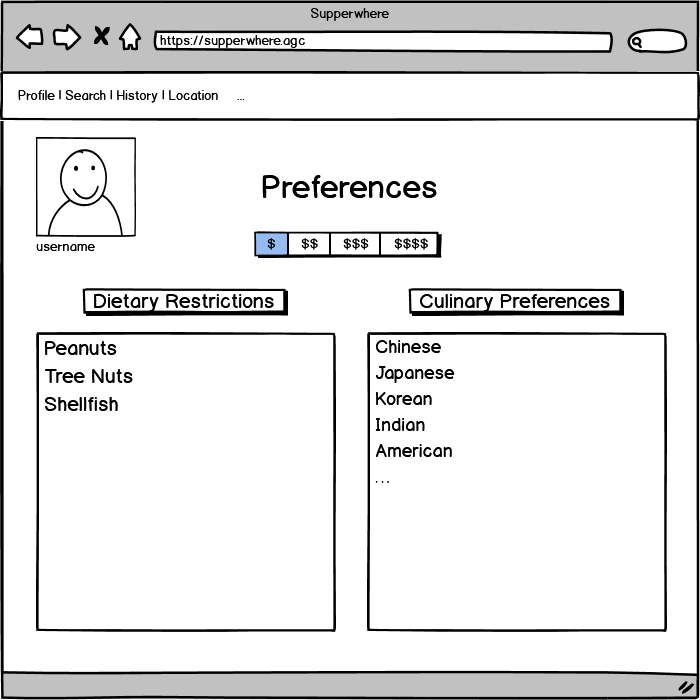 Supperwhere
https://supperwhere.agc
Profile | Search | History | Location ...
Preferences
username
$ $$ $$$ $$$$
Dietary Restrictions
Culinary Preferences
Peanuts
Tree Nuts
Shellfish
Chinese
Japanese
Korean
Indian
American
...